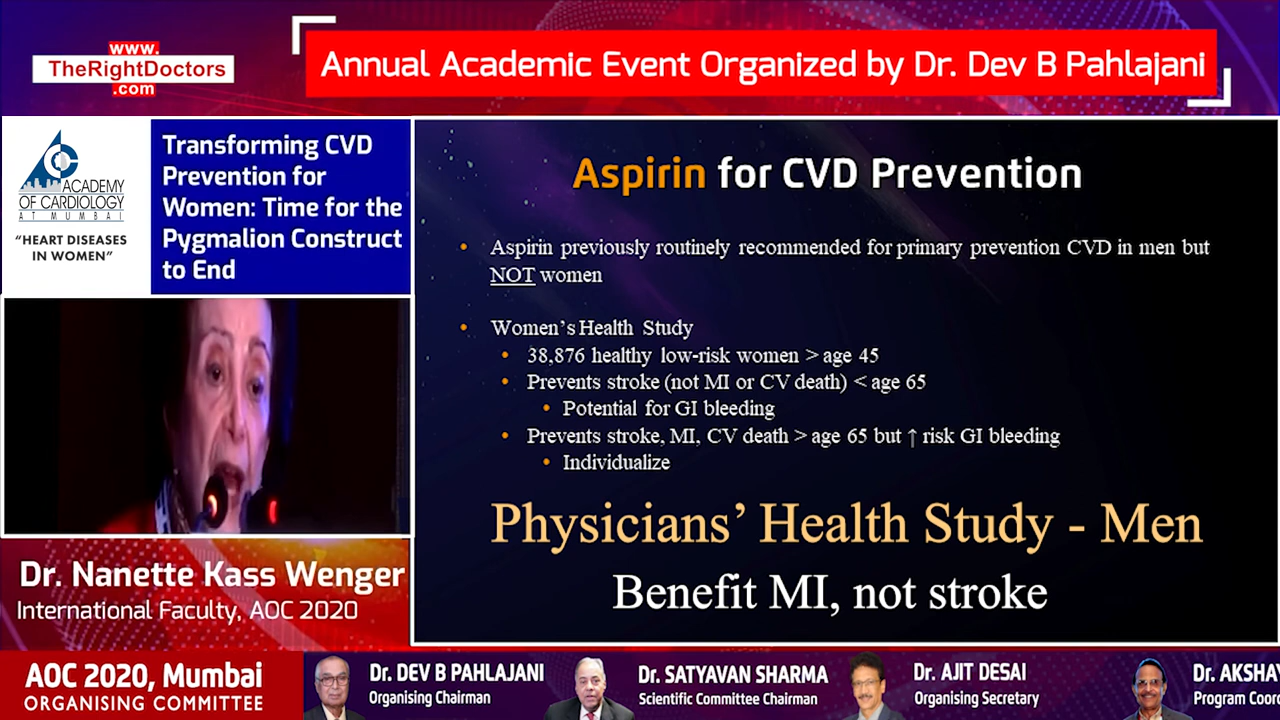 www.
TheRightDoctors
.com
Annual Academic Event Organized by Dr. Dev B Pahlajani
ACADEMY
OF CARDIOLOGY
AT MUMBAI
“HEART DISEASES
IN WOMEN”
Transforming CVD
Prevention for
Women: Time for the
Pygmalion Construct
to End
Aspirin for CVD Prevention
• Aspirin previously routinely recommended for primary prevention CVD in men but
NOT women
• Women’s Health Study
• 38,876 healthy low-risk women > age 45
• Prevents stroke (not MI or CV death) < age 65
• Potential for GI bleeding
• Prevents stroke, MI, CV death > age 65 but ↑ risk GI bleeding
• Individualize
Physicians’ Health Study - Men
Benefit MI, not stroke
Dr. Nanette Kass Wenger
International Faculty, AOC 2020
AOC 2020, Mumbai
ORGANISING COMMITTEE
Dr. DEV B PAHLAJANI
Organising Chairman
Dr. SATYAVAN SHARMA
Scientific Committee Chairman
Dr. AJIT DESAI
Organising Secretary
Dr. AKSHAY
Program Coor